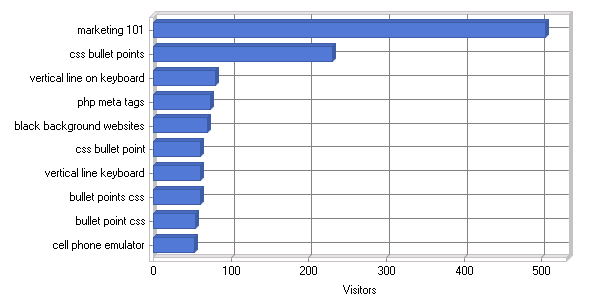 marketing 101
css bullet points
vertical line on keyboard
php meta tags
black background websites
css bullet point
vertical line keyboard
bullet points css
bullet point css
cell phone emulator
0 100 200 300 400 500
Visitors